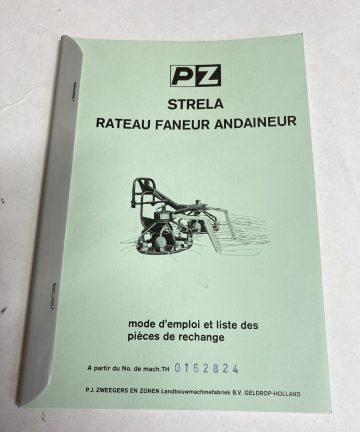 PZ
STRELA
RATEAU FANEUR ANDAINEUR
mode d'emploi et liste des
pièces de rechange
A partir du No. de mach. TH 0162824
P.J. ZWEEGERS EN ZONEN Landbouwmachinefabriek B.V. GELDROP-HOLLAND